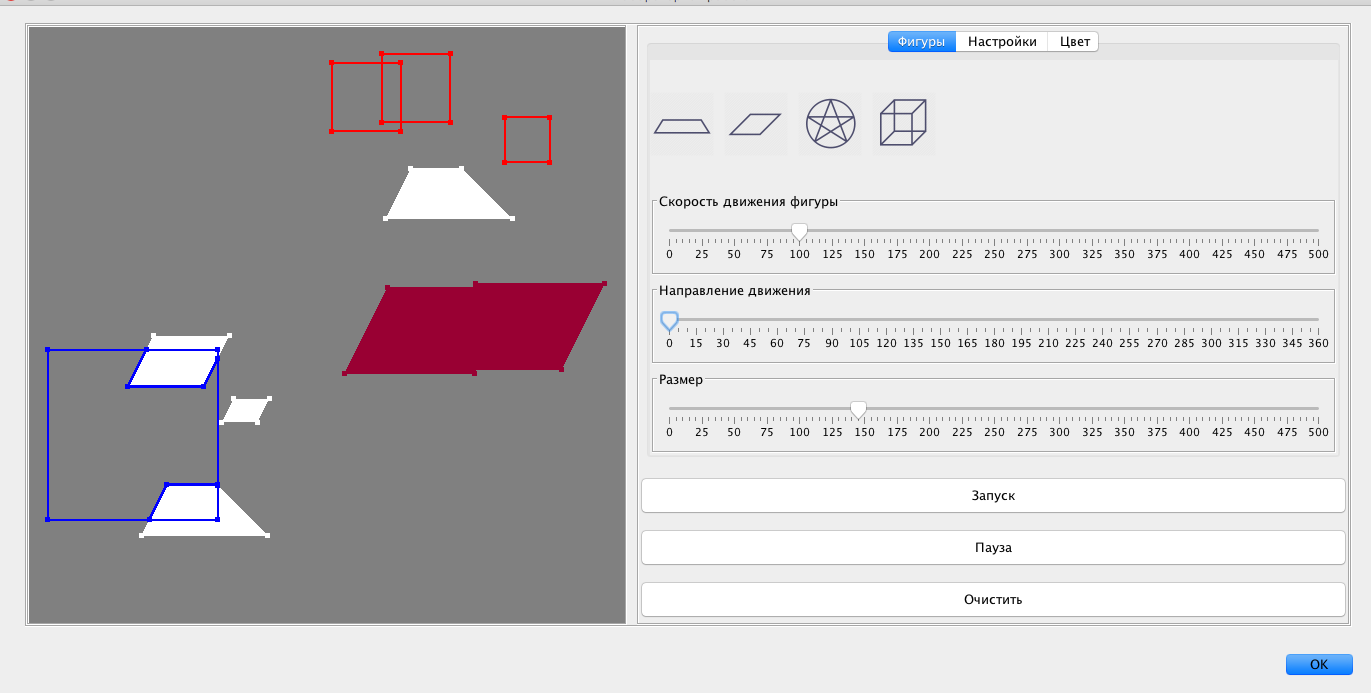 Фигуры Настройки Цвет
Скорость движения фигуры
0 25 50 75 100 125 150 175 200 225 250 275 300 325 350 375 400 425 450 475 500
Направление движения
0 15 30 45 60 75 90 105 120 135 150 165 180 195 210 225 240 255 270 285 300 315 330 345 360
Размер
0 25 50 75 100 125 150 175 200 225 250 275 300 325 350 375 400 425 450 475 500
Запуск
Пауза
Очистить
OK